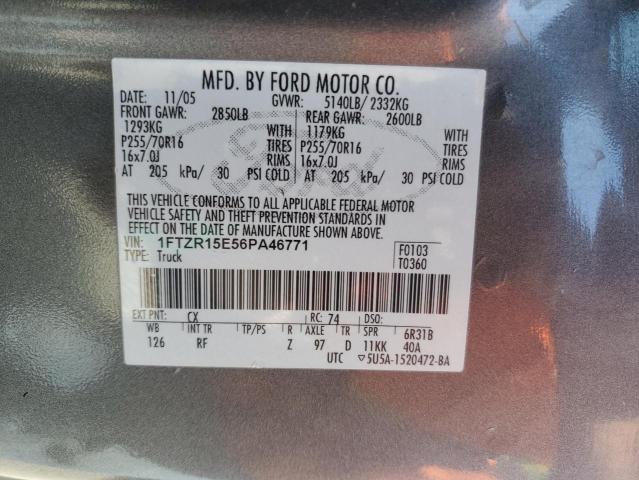 MFD. BY FORD MOTOR CO.
DATE: 11/05 GVWR: 5140LB/ 2332KG
FRONT GAWR: 2850LB REAR GAWR: 2600LB
1293KG WITH 1179KG WITH
P255/70R16 TIRES P255/70R16 TIRES
16x7.0J RIMS 16x7.0J RIMS
AT 205 kPa/ 30 PSI COLD AT 205 kPa/ 30 PSI COLD
THIS VEHICLE CONFORMS TO ALL APPLICABLE FEDERAL MOTOR
VEHICLE SAFETY AND THEFT PREVENTION STANDARDS IN
EFFECT ON THE DATE OF MANUFACTURE SHOWN ABOVE.
VIN: 1FTZR15E56PA46771 F0103
TYPE: Truck T0360
EXT PNT: CX RC: 74 DSO:
WB INT TR TP/PS R AXLE TR SPR 6R31B
126 RF Z 97 D 11KK 40A
UTC ▽5U5A-1520472-BA
Ford